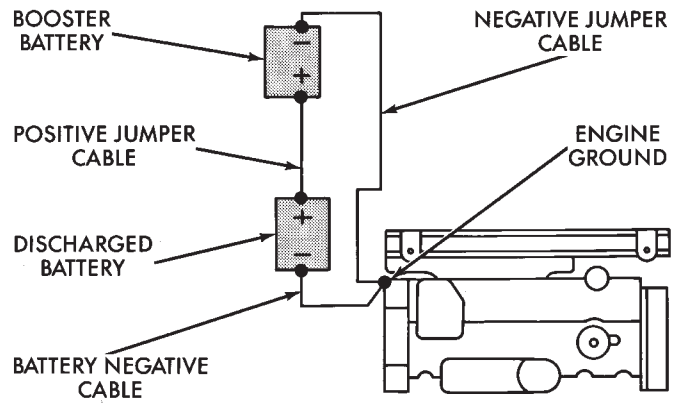 BOOSTER
BATTERY
NEGATIVE JUMPER
CABLE
−
+
POSITIVE JUMPER
CABLE
ENGINE
GROUND
+
−
DISCHARGED
BATTERY
BATTERY NEGATIVE
CABLE